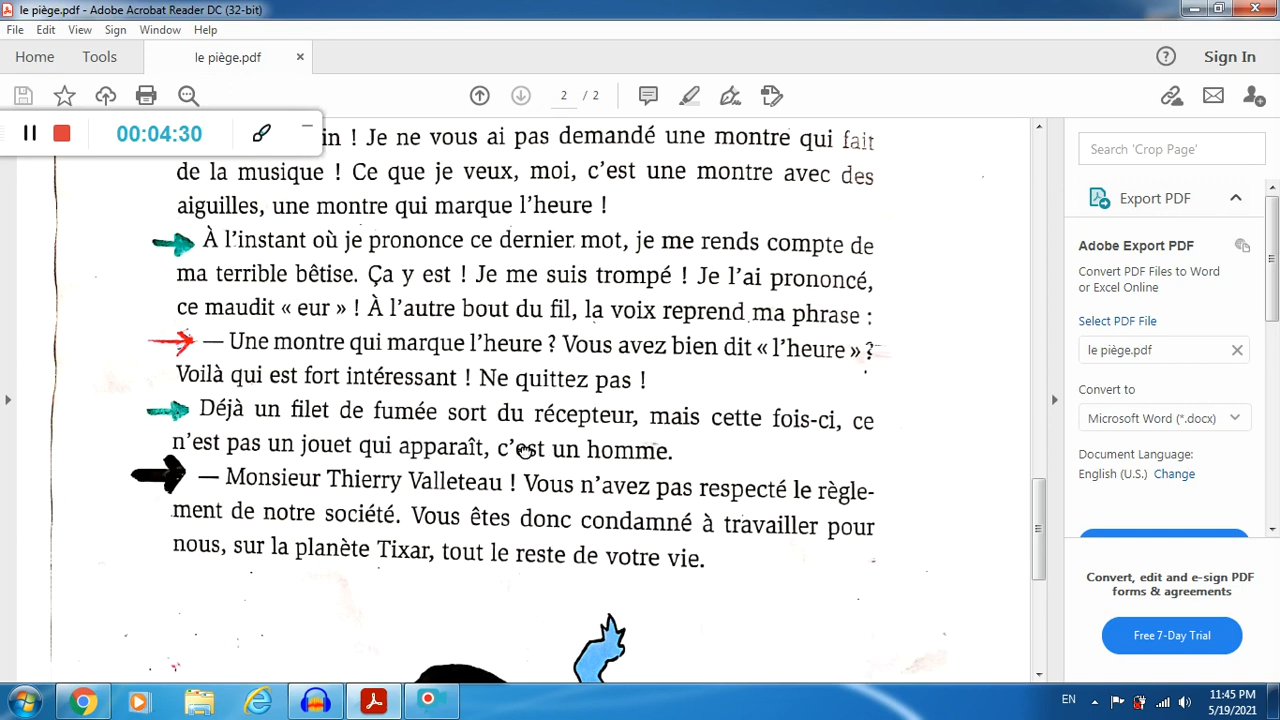 le piège.pdf - Adobe Acrobat Reader DC (32-bit)
File Edit View Sign Window Help
Home Tools le piège.pdf × Sign In
2 / 2
00:04:30
in ! Je ne vous ai pas demandé une montre qui fait
de la musique ! Ce que je veux, moi, c'est une montre avec des
aiguilles, une montre qui marque l'heure !
À l'instant où je prononce ce dernier mot, je me rends compte de
ma terrible bêtise. Ça y est ! Je me suis trompé ! Je l'ai prononcé,
ce maudit « eur » ! À l'autre bout du fil, la voix reprend ma phrase :
— Une montre qui marque l'heure ? Vous avez bien dit « l'heure » ?
Voilà qui est fort intéressant ! Ne quittez pas !
Déjà un filet de fumée sort du récepteur, mais cette fois-ci, ce
n'est pas un jouet qui apparaît, c'est un homme.
— Monsieur Thierry Valleteau ! Vous n'avez pas respecté le règle-
ment de notre société. Vous êtes donc condamné à travailler pour
nous, sur la planète Tixar, tout le reste de votre vie.
Search 'Crop Page'
Export PDF
Adobe Export PDF
Convert PDF Files to Word
or Excel Online
Select PDF File
le piège.pdf
Convert to
Microsoft Word (*.docx)
Document Language:
English (U.S.) Change
Convert, edit and e-sign PDF
forms & agreements
Free 7-Day Trial
EN
11:45 PM
5/19/2021